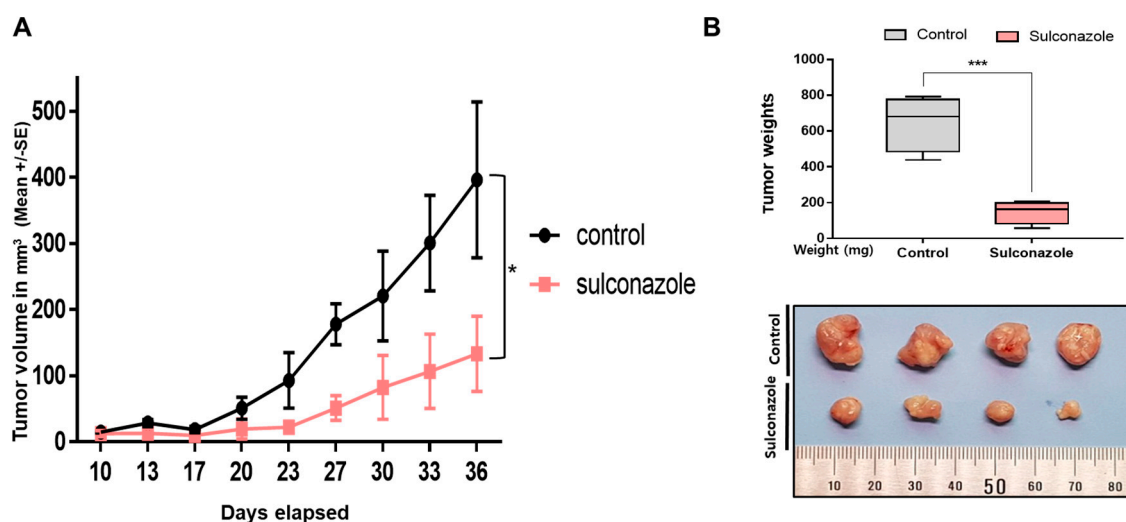 A
Tumor volume in mm³ (Mean +/-SE)
500
400
300
200
100
0
10 13 17 20 23 27 30 33 36
Days elapsed
control
sulconazole
*
B
Control Sulconazole
Tumor weights
1000
800
600
400
200
0
***
Weight (mg) Control Sulconazole
Control
Sulconazole
10 20 30 40 50 60 70 80